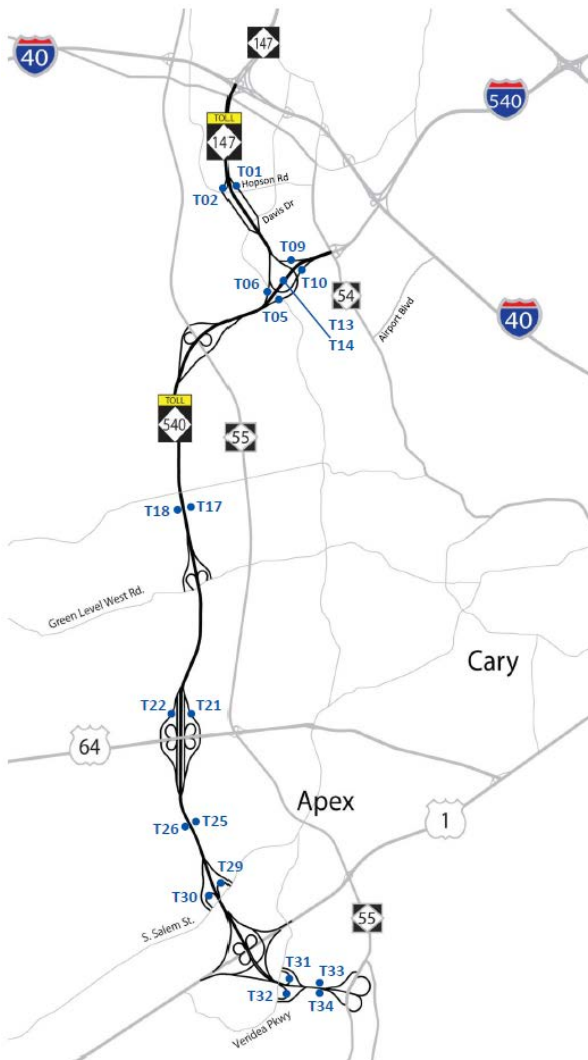 147
40
540
TOLL
147
T01
Hopson Rd
T02
Davis Dr
T09
T06
T10
54
T05
T13
T14
Airport Blvd
40
TOLL
540
55
T18
T17
Green Level West Rd.
Cary
T22
T21
64
Apex
1
T25
T26
T29
T30
55
S. Salem St.
T31
T33
T32
T34
Veridea Pkwy